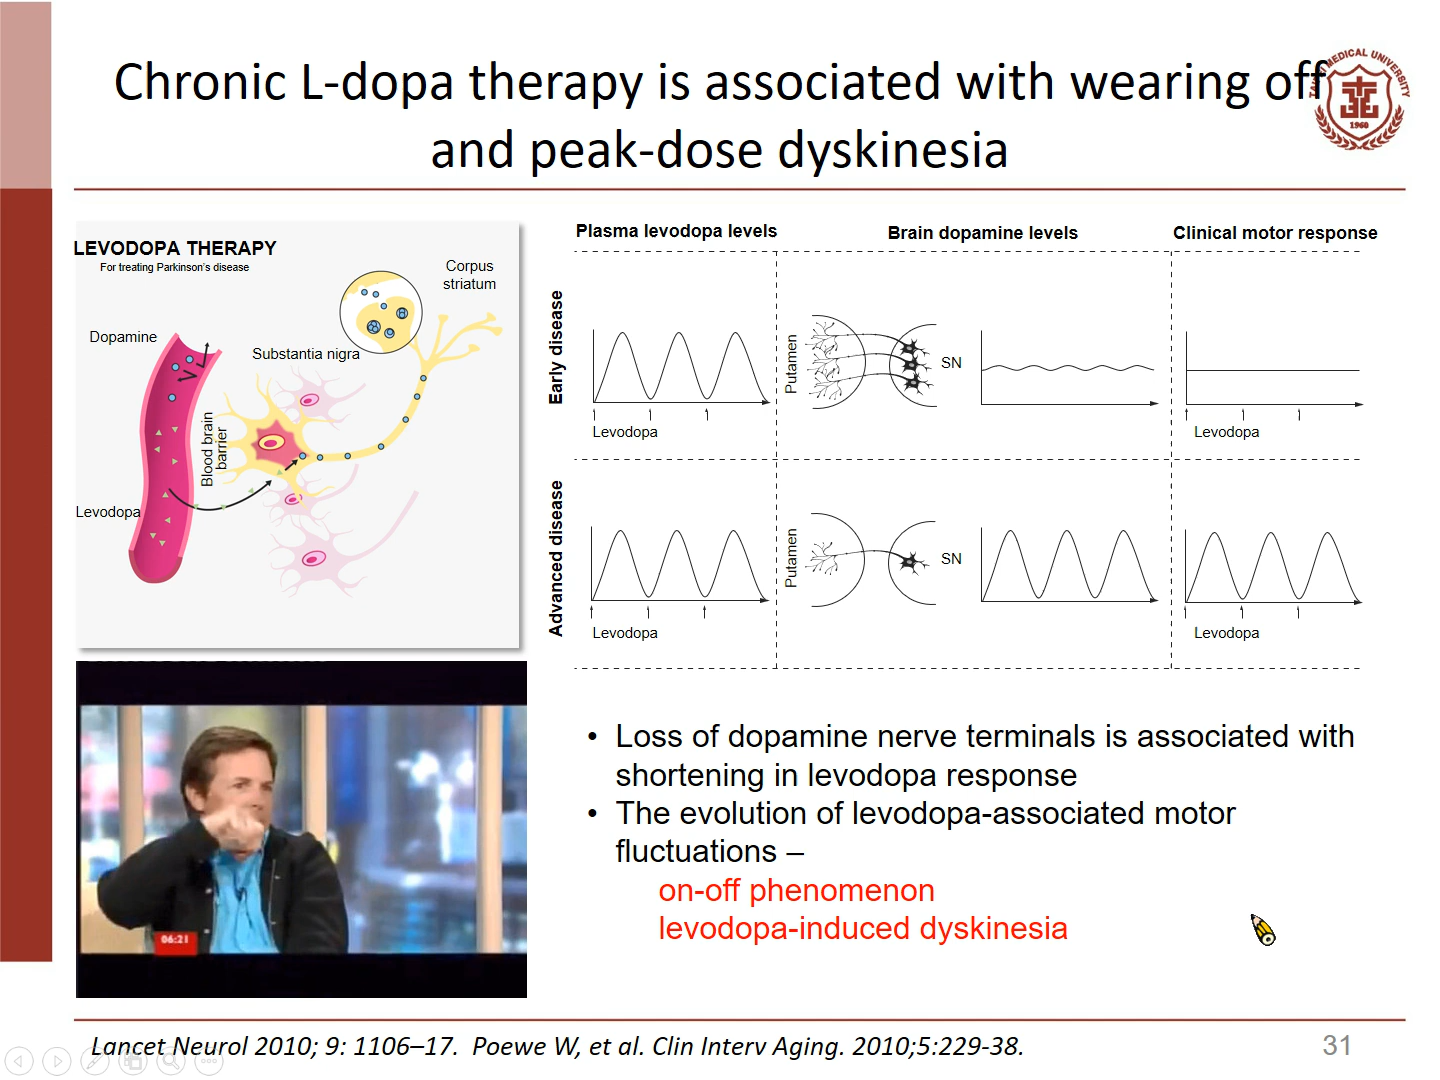 Chronic L-dopa therapy is associated with wearing off
and peak-dose dyskinesia
MEDICAL UNIVERSITY
1960
LEVODOPA THERAPY
For treating Parkinson's disease
Corpus
striatum
Dopamine
Substantia nigra
Blood brain
barrier
Levodopa
Plasma levodopa levels
Brain dopamine levels
Clinical motor response
Early disease
Putamen
SN
Levodopa
Levodopa
Advanced disease
Putamen
SN
Levodopa
Levodopa
06:21
• Loss of dopamine nerve terminals is associated with
shortening in levodopa response
• The evolution of levodopa-associated motor
fluctuations –
on-off phenomenon
levodopa-induced dyskinesia
Lancet Neurol 2010; 9: 1106–17. Poewe W, et al. Clin Interv Aging. 2010;5:229-38.
31